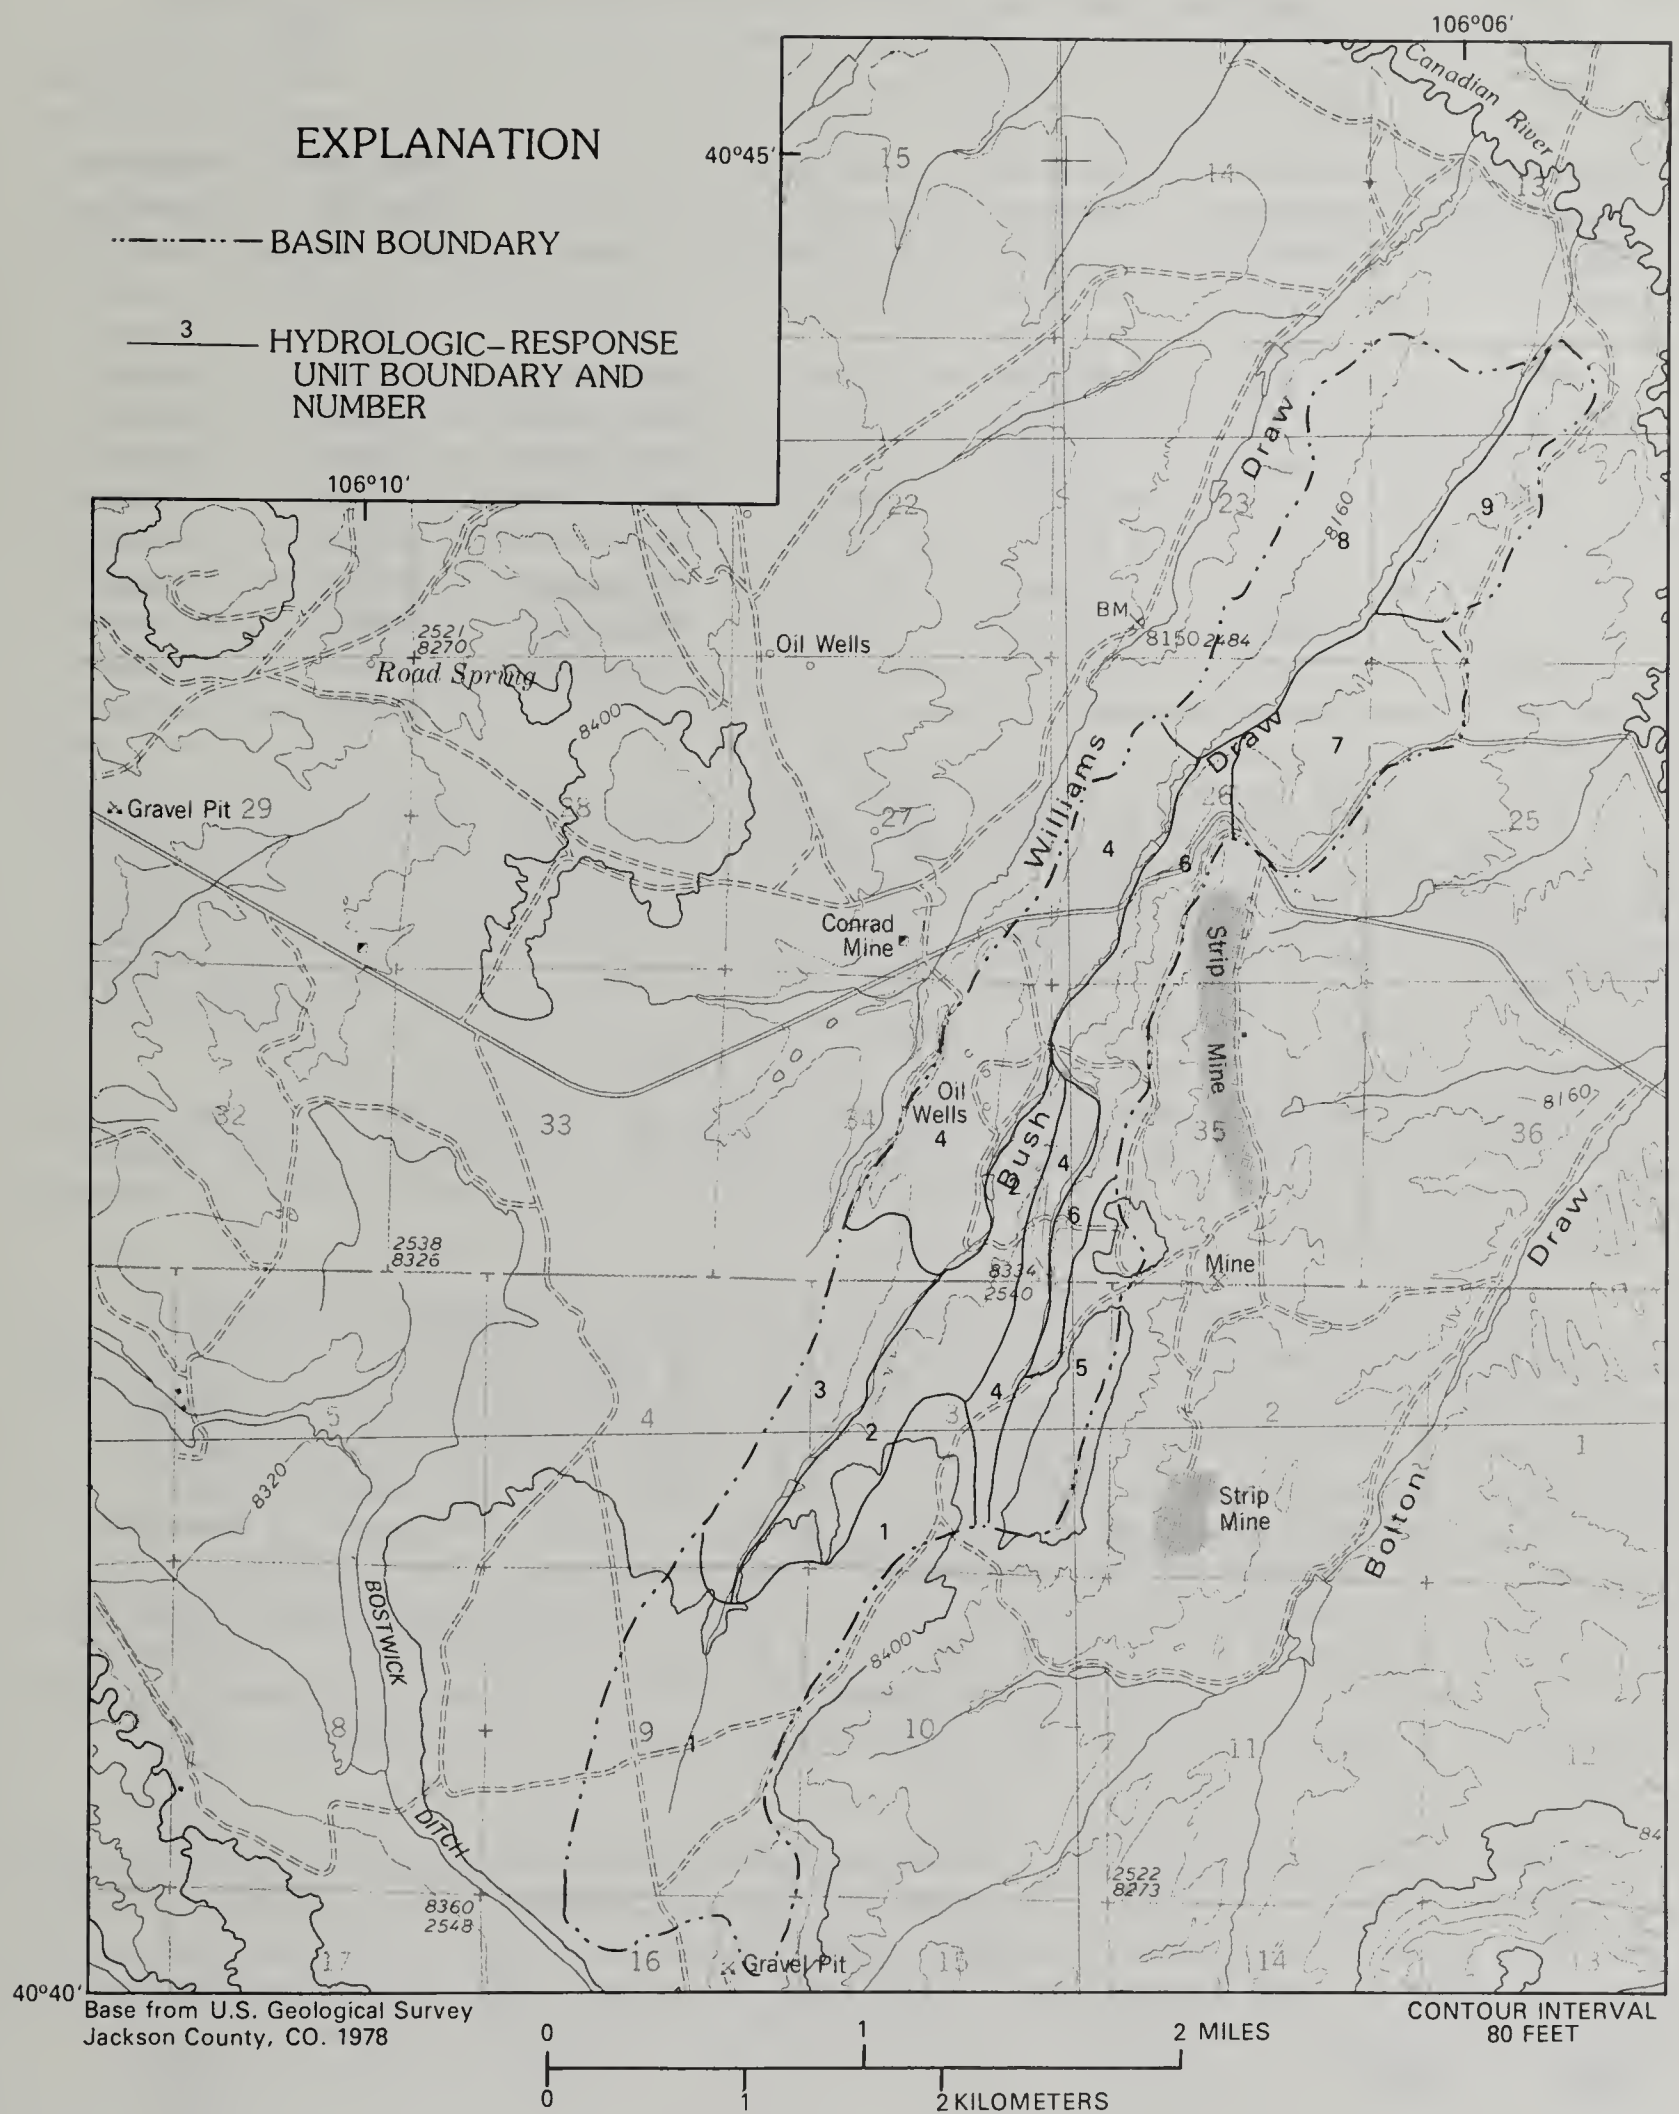 106°06'
Canadian
River
EXPLANATION
40°45'
15
14
13
BASIN BOUNDARY
3
HYDROLOGIC–RESPONSE
UNIT BOUNDARY AND
NUMBER
106°10'
Draw
22
23
8160
8
9
BM
8150 2484
2521
8270
Road Spring
Oil Wells
8400
Draw
7
Williams
Gravel Pit 29
28
27
26
25
4
6
Conrad
Mine
Strip
Mine
Oil
Wells
4
32
33
34
Bush
2
4
35
36
8160
6
Draw
2538
8326
8334
2540
Mine
3
5
4
5
4
3
2
1
2
8320
1
Strip
Mine
Bolton
BOSTWICK
8400
8
9
1
10
11
12
DITCH
84
2522
8273
8360
2548
17
16
Gravel Pit
15
14
13
40°40'
Base from U.S. Geological Survey
Jackson County, CO. 1978
CONTOUR INTERVAL
80 FEET
0 1 2 MILES
0 1 2 KILOMETERS